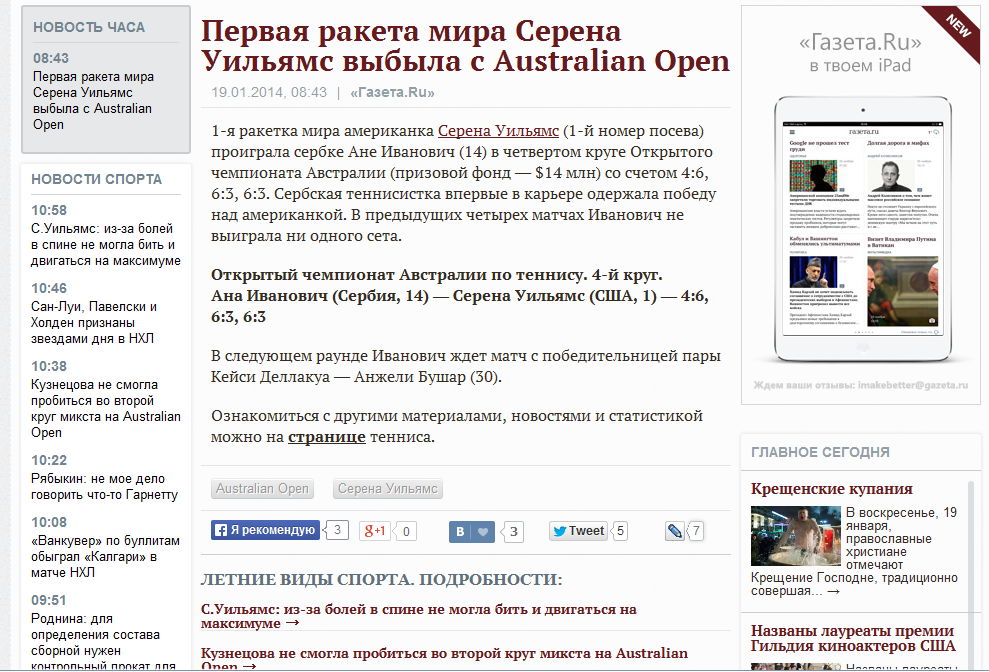 НОВОСТЬ ЧАСА
08:43
Первая ракета мира
Серена Уильямс
выбыла с Australian
Open
НОВОСТИ СПОРТА
10:58
С.Уильямс: из-за болей
в спине не могла бить и
двигаться на максимуме
10:46
Сан-Луи, Павелски и
Холден признаны
звездами дня в НХЛ
10:38
Кузнецова не смогла
пробиться во второй
круг микста на Australian
Open
10:22
Рябыкин: не мое дело
говорить что-то Гарнетту
10:08
«Ванкувер» по буллитам
обыграл «Калгари» в
матче НХЛ
09:51
Роднина: для
определения состава
сборной нужен
контрольный прокат для
Первая ракета мира Серена
Уильямс выбыла с Australian Open
19.01.2014, 08:43 | «Газета.Ru»
1-я ракетка мира американка Серена Уильямс (1-й номер посева)
проиграла сербке Ане Иванович (14) в четвертом круге Открытого
чемпионата Австралии (призовой фонд — $14 млн) со счетом 4:6,
6:3, 6:3. Сербская теннисистка впервые в карьере одержала победу
над американкой. В предыдущих четырех матчах Иванович не
выиграла ни одного сета.
Открытый чемпионат Австралии по теннису. 4-й круг.
Ана Иванович (Сербия, 14) — Серена Уильямс (США, 1) — 4:6,
6:3, 6:3
В следующем раунде Иванович ждет матч с победительницей пары
Кейси Деллакуа — Анжели Бушар (30).
Ознакомиться с другими материалами, новостями и статистикой
можно на странице тенниса.
Australian Open Серена Уильямс
Я рекомендую 3 g+1 0 В 3 Tweet 5 7
ЛЕТНИЕ ВИДЫ СПОРТА. ПОДРОБНОСТИ:
С.Уильямс: из-за болей в спине не могла бить и двигаться на
максимуме →
Кузнецова не смогла пробиться во второй круг микста на Australian
Open →
NEW
«Газета.Ru»
в твоем iPad
газета.ru
Google не прошел тест
груди
Долгая дорога в мифах
Кабул и Вашингтон
обменялись ультиматумами
Визит Владимира Путина
в Ватикан
Ждем ваши отзывы: imakebetter@gazeta.ru
ГЛАВНОЕ СЕГОДНЯ
Крещенские купания
В воскресенье, 19
января,
православные
христиане
отмечают
Крещение Господне, традиционно
совершая... →
Названы лауреаты премии
Гильдия киноактеров США
Названы лауреаты